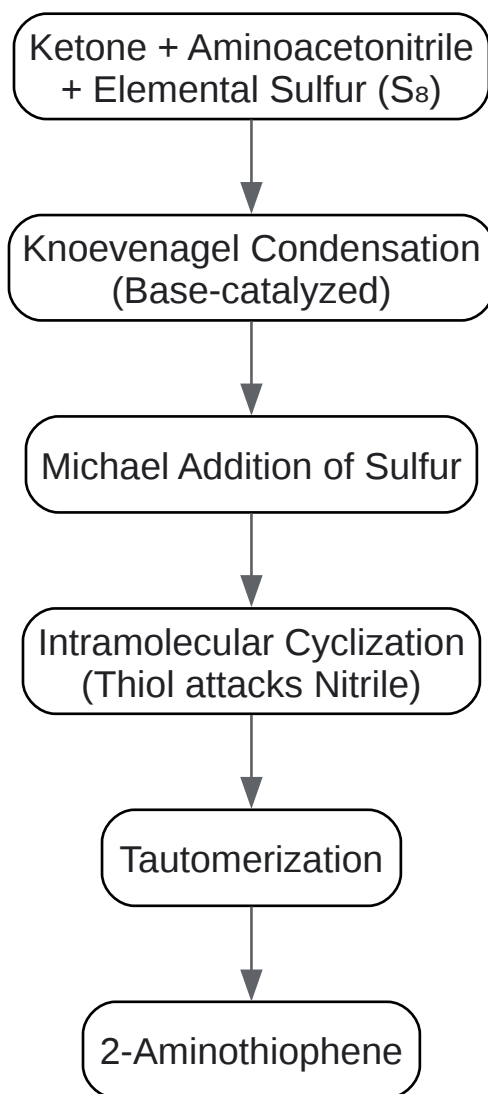 Ketone + Aminoacetonitrile
+ Elemental Sulfur (S₈)
Knoevenagel Condensation
(Base-catalyzed)
Michael Addition of Sulfur
Intramolecular Cyclization
(Thiol attacks Nitrile)
Tautomerization
2-Aminothiophene